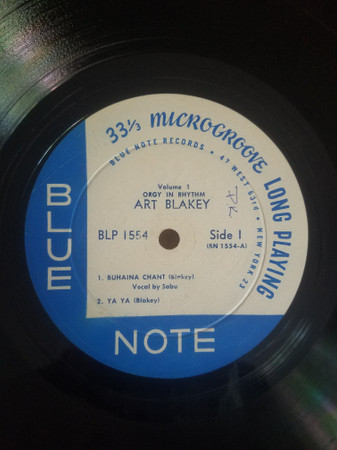 33⅓ MICROGROOVE LONG PLAYING
BLUE NOTE RECORDS • 47 WEST 63rd • NEW YORK 23
Volume 1
ORGY IN RHYTHM
ART BLAKEY
BLP 1554
Side 1
(BN 1554-A)
1. BUHAINA CHANT (Blakey)
Vocal by Sabu
2. YA YA (Blakey)
BLUE
NOTE